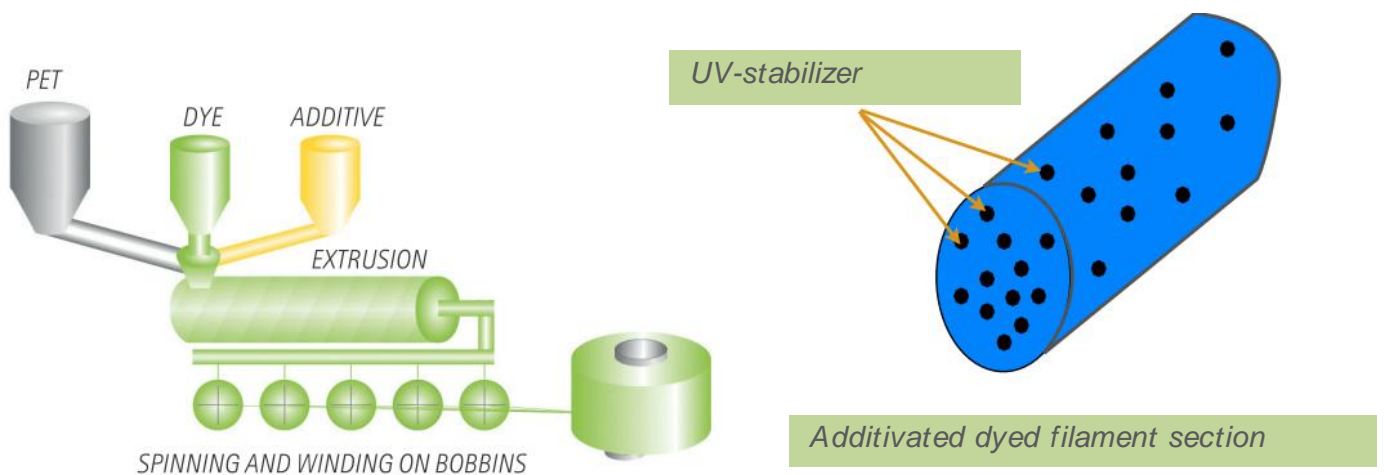 PET
DYE
ADDITIVE
EXTRUSION
SPINNING AND WINDING ON BOBBINS
UV-stabilizer
Additivated dyed filament section